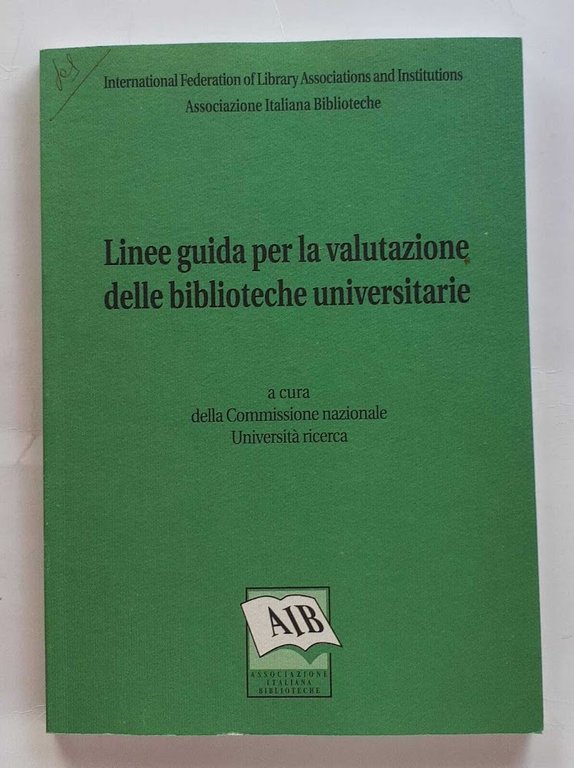 International Federation of Library Associations and Institutions
Associazione Italiana Biblioteche
Linee guida per la valutazione
delle biblioteche universitarie
a cura
della Commissione nazionale
Università ricerca
AIB
ASSOCIAZIONE
ITALIANA
BIBLIOTECHE